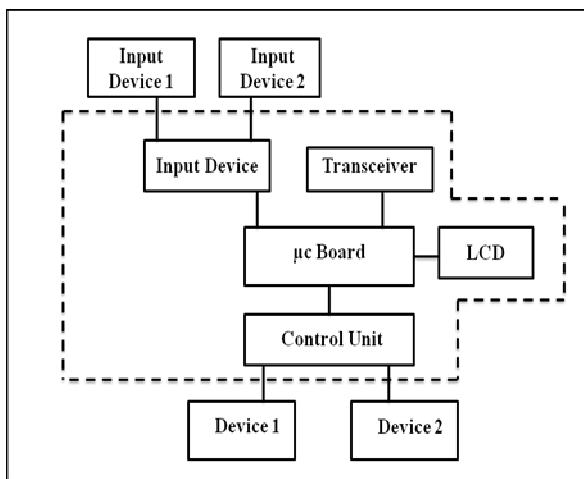 Input
Device 1
Input
Device 2
Input Device
Transceiver
µc Board
LCD
Control Unit
Device 1
Device 2